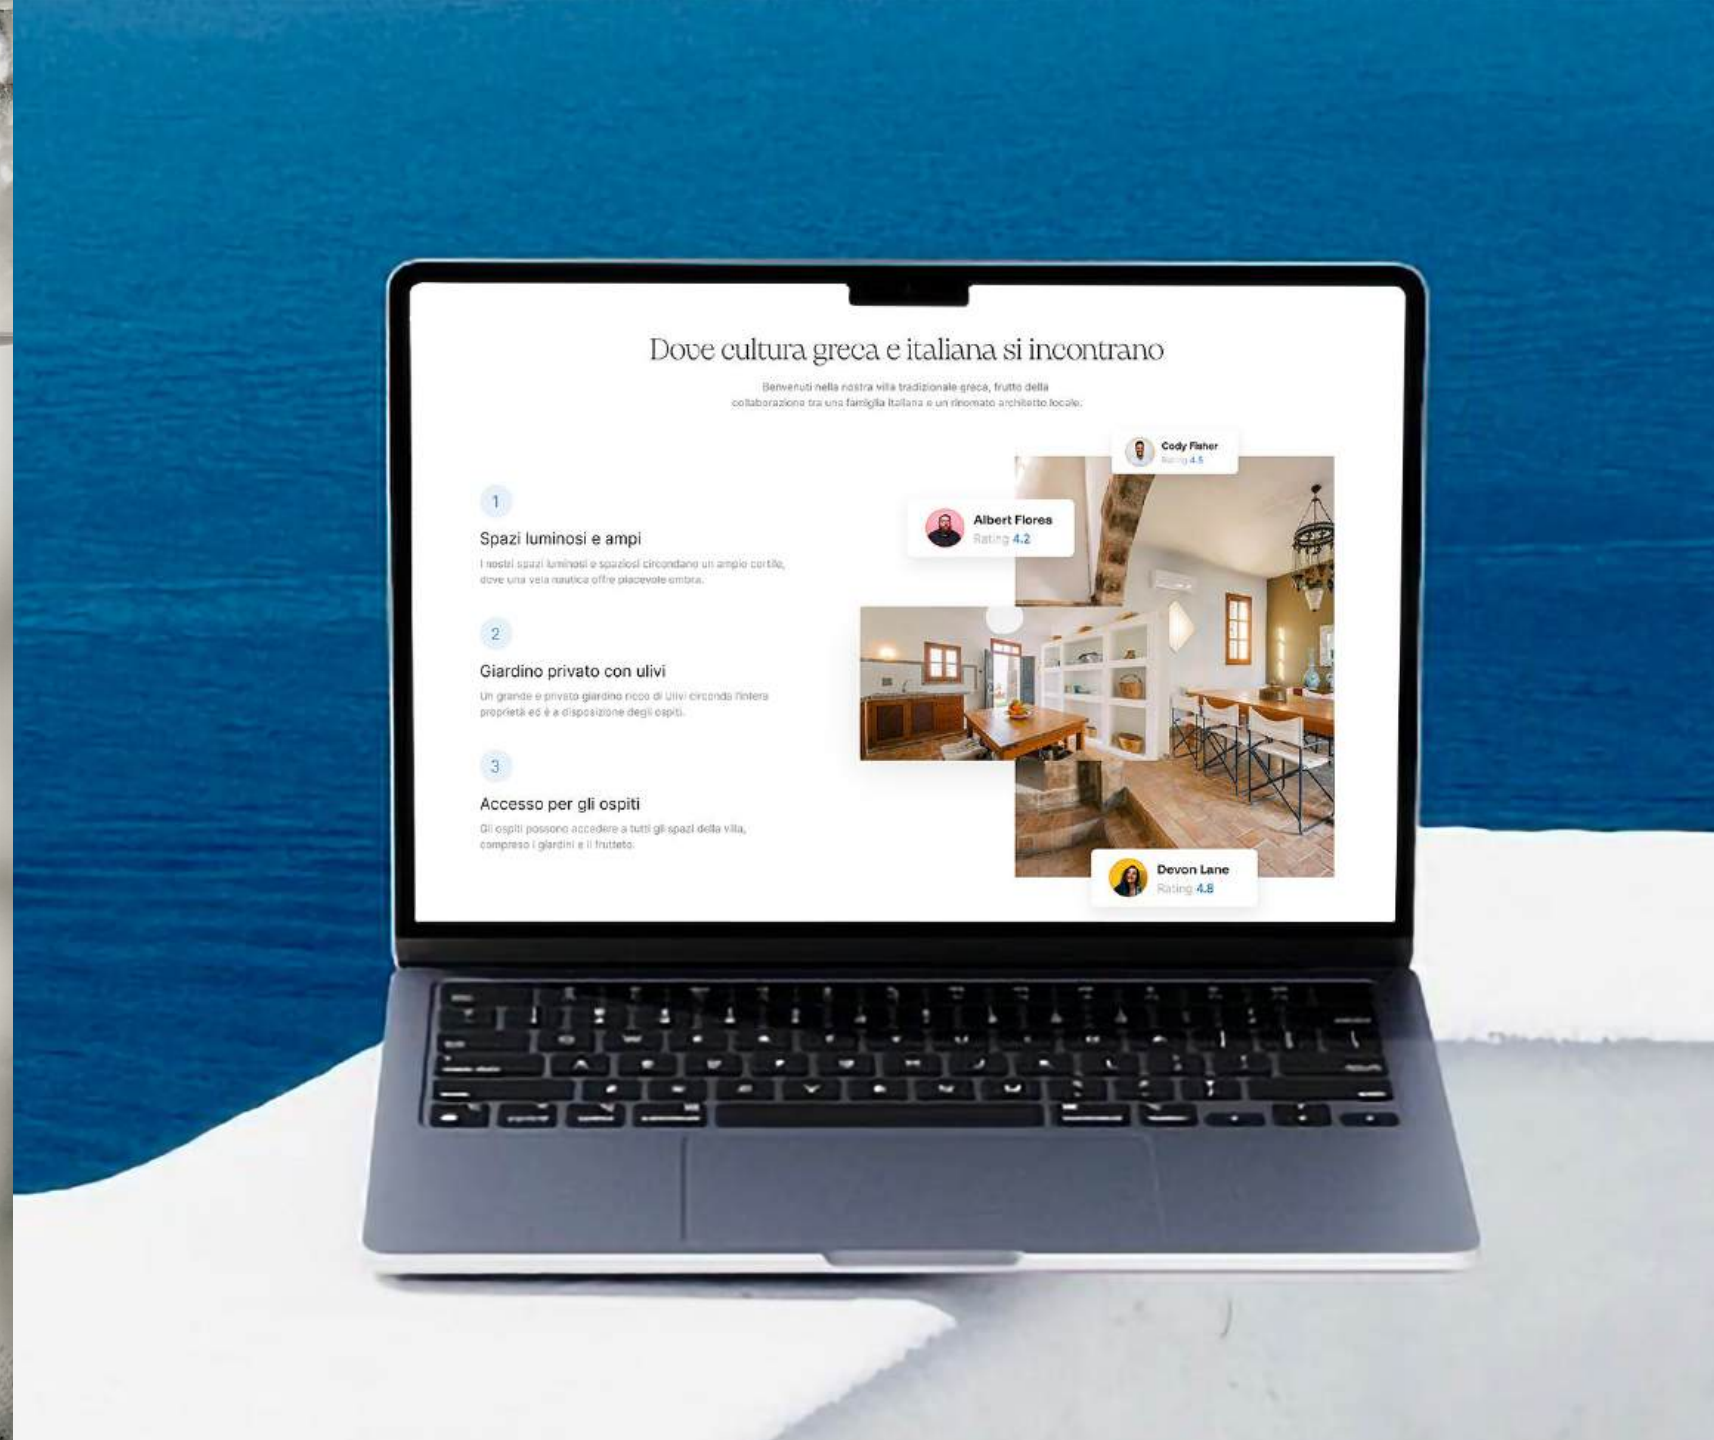 Dove cultura greca e italiana si incontrano
Benvenuti nella nostra villa tradizionale greca, frutto della
collaborazione tra una famiglia italiana e un rinomato architetto locale.
1
Spazi luminosi e ampi
I nostri spazi luminosi e spaziosi circondano un ampio cortile,
dove una vela nautica offre piacevole ombra.
2
Giardino privato con ulivi
Un grande e privato giardino ricco di Ulivi circonda l'intera
proprietà ed è a disposizione degli ospiti.
3
Accesso per gli ospiti
Gli ospiti possono accedere a tutti gli spazi della villa,
compreso i giardini e il frutteto.
Cody Fisher
Rating 4.5
Albert Flores
Rating 4.2
Devon Lane
Rating 4.8